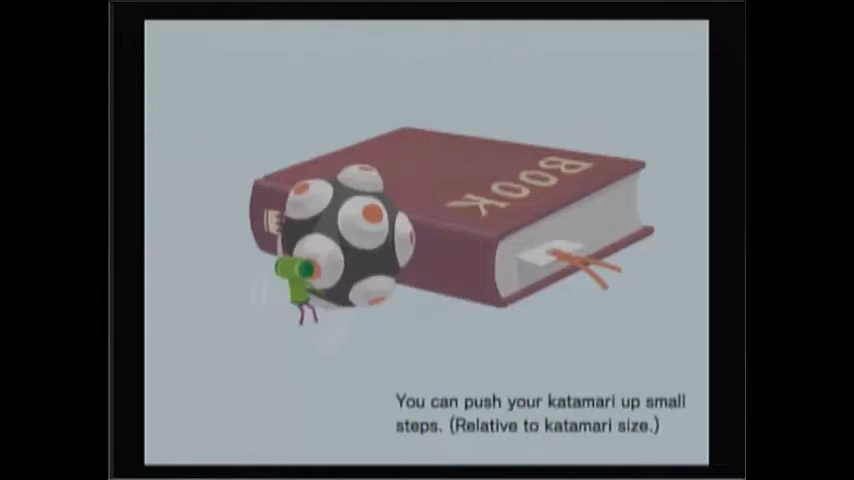 BOOK
You can push your katamari up small
steps. (Relative to katamari size.)